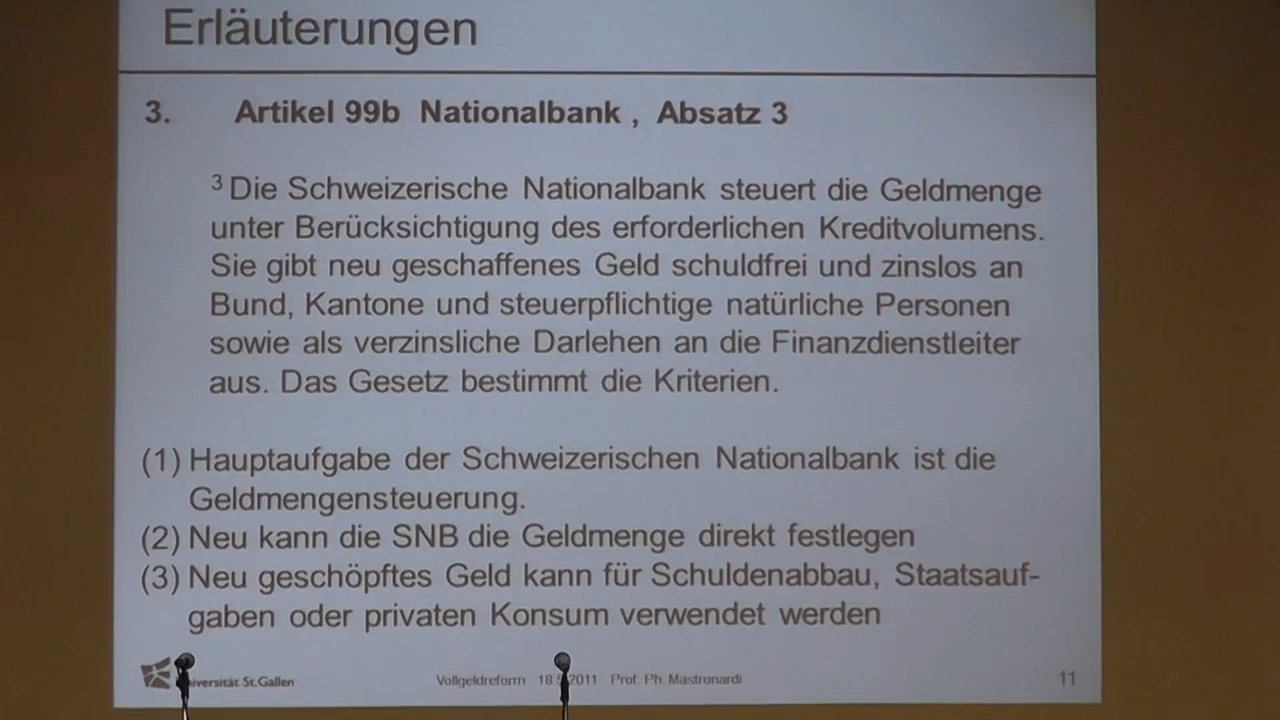 Erläuterungen
3. Artikel 99b Nationalbank , Absatz 3
3 Die Schweizerische Nationalbank steuert die Geldmenge
unter Berücksichtigung des erforderlichen Kreditvolumens.
Sie gibt neu geschaffenes Geld schuldfrei und zinslos an
Bund, Kantone und steuerpflichtige natürliche Personen
sowie als verzinsliche Darlehen an die Finanzdienstleiter
aus. Das Gesetz bestimmt die Kriterien.
(1) Hauptaufgabe der Schweizerischen Nationalbank ist die
Geldmengensteuerung.
(2) Neu kann die SNB die Geldmenge direkt festlegen
(3) Neu geschöpftes Geld kann für Schuldenabbau, Staatsauf-
gaben oder privaten Konsum verwendet werden
St.Gallen
Vollgeldreform 2011 Prof. Ph. Mastronardi
11